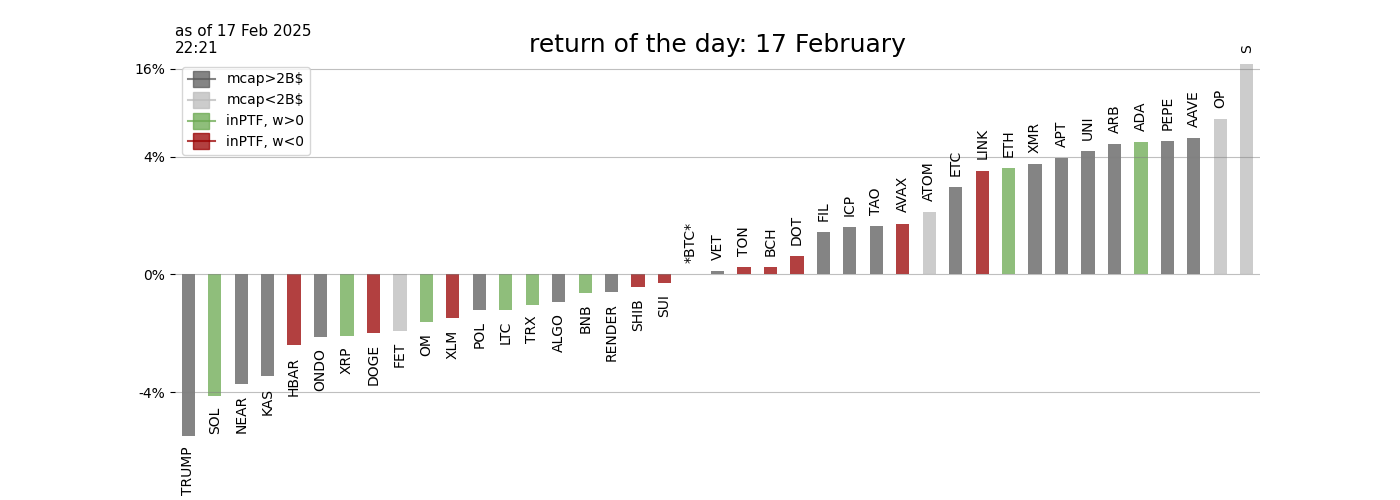 as of 17 Feb 2025
22:21
return of the day: 17 February
mcap>2B$
mcap<2B$
inPTF, w>0
inPTF, w<0
16%
4%
0%
-4%
TRUMP
SOL
NEAR
KAS
HBAR
ONDO
XRP
DOGE
FET
OM
XLM
POL
LTC
TRX
ALGO
BNB
RENDER
SHIB
SUI
*BTC*
VET
TON
BCH
DOT
FIL
ICP
TAO
AVAX
ATOM
ETC
LINK
ETH
XMR
APT
UNI
ARB
ADA
PEPE
AAVE
OP
S